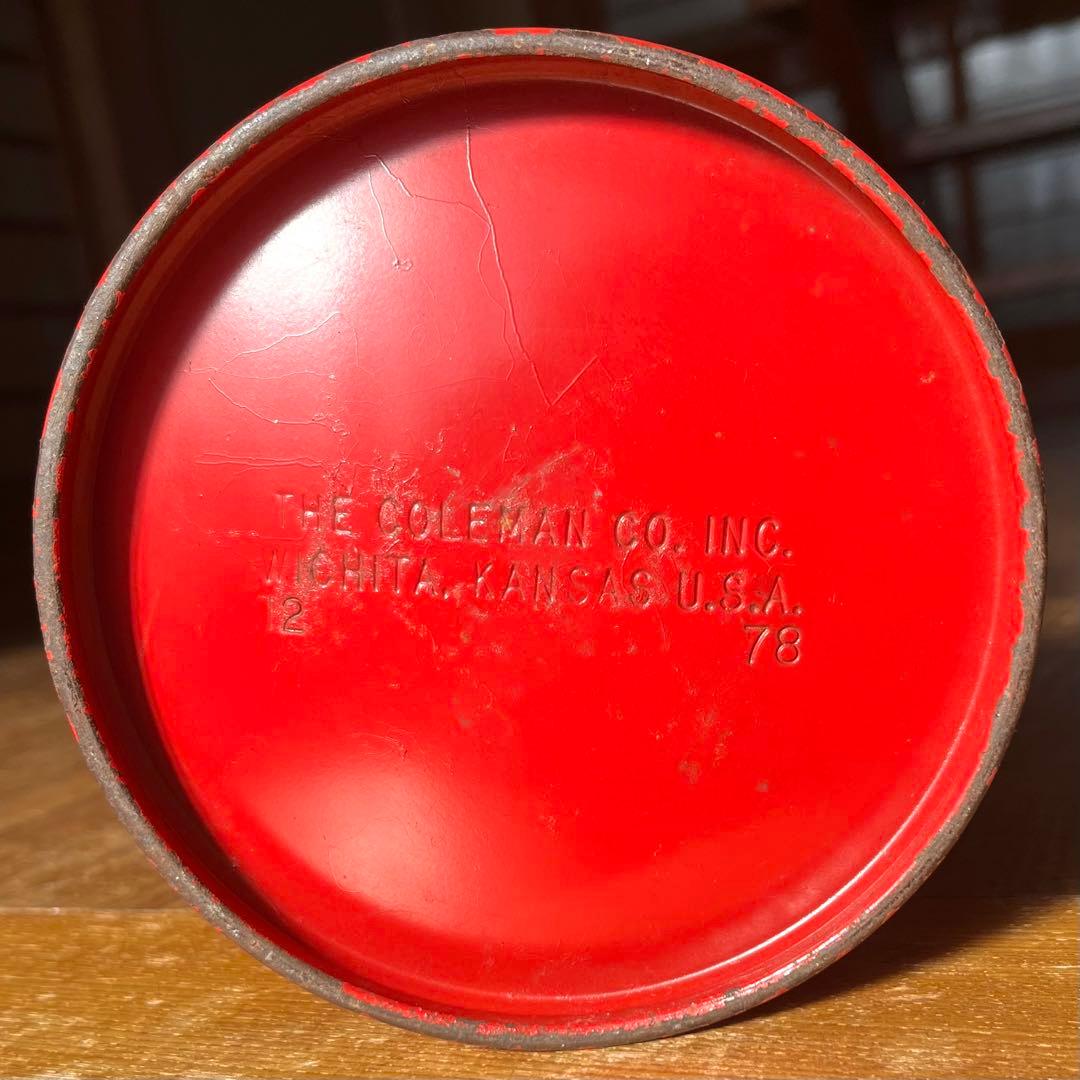 THE COLEMAN CO. INC.
WICHITA, KANSAS U.S.A.
2 78